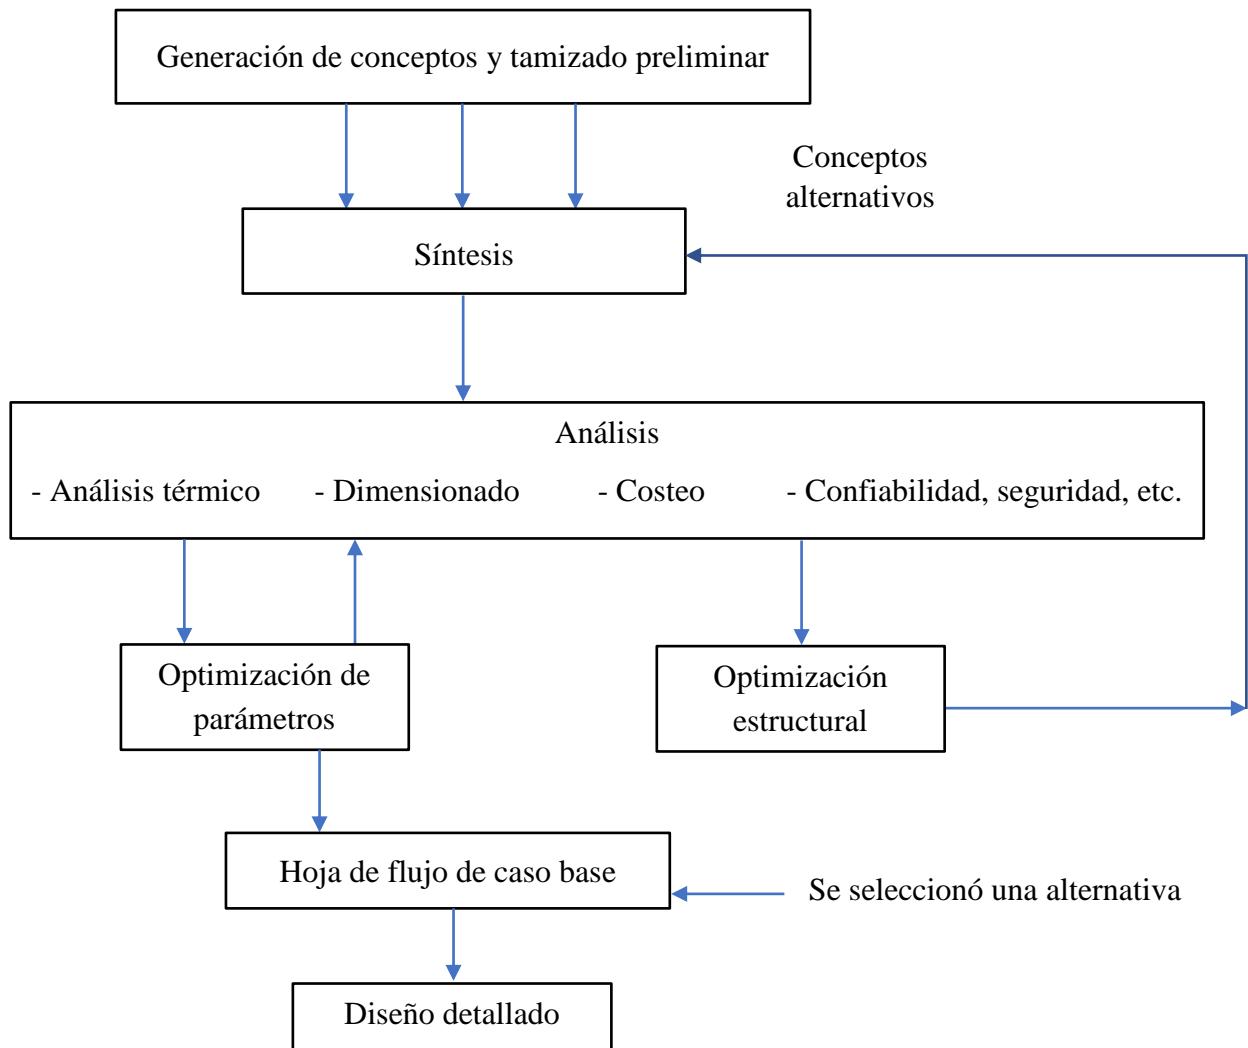 Generación de conceptos y tamizado preliminar
Conceptos
alternativos
Síntesis
Análisis
- Análisis térmico - Dimensionado - Costeo - Confiabilidad, seguridad, etc.
Optimización de
parámetros
Optimización
estructural
Hoja de flujo de caso base
Se seleccionó una alternativa
Diseño detallado